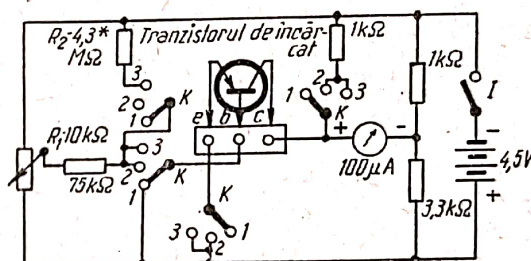 R₂-4,3*
MΩ
Tranzistorul de încăr-
cat
1kΩ
1kΩ
3
2
1
K
e
b
c
2
3
1
K
I
R₁-10kΩ
75kΩ
3
2
1
K
+
-
100μA
-
+
4,5V
3,3kΩ
K
3
2
1